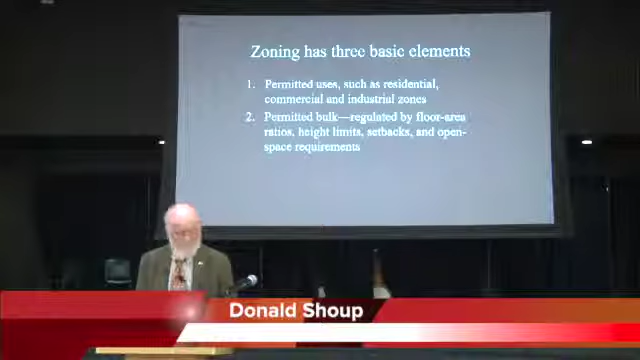 Zoning has three basic elements
1. Permitted uses, such as residential,
commercial and industrial zones
2. Permitted bulk—regulated by floor-area
ratios, height limits, setbacks, and open-
space requirements
Donald Shoup